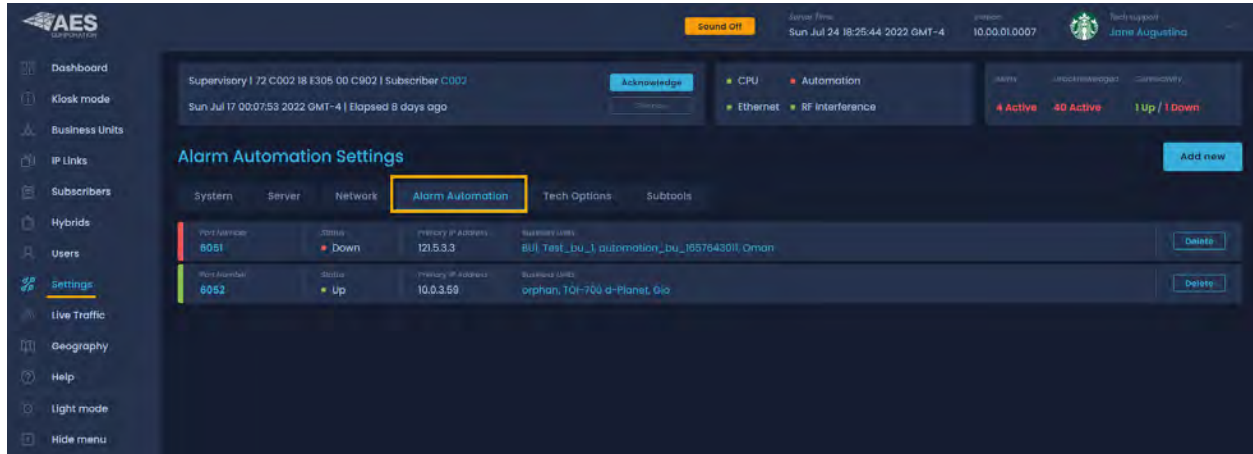 AES
CORPORATION
Sound Off
Server Time
Sun Jul 24 18:25:44 2022 GMT-4
Version
10.00.01.0007
Tech support
Jane Augustina
Dashboard
Kiosk mode
Business Units
IP Links
Subscribers
Hybrids
Users
Settings
Live Traffic
Geography
Help
Light mode
Hide menu
Supervisory | 72 C002 18 E305 00 C902 | Subscriber C002
Acknowledge
Sun Jul 17 00:07:53 2022 GMT-4 | Elapsed 8 days ago
CPU
Automation
Ethernet
RF Interference
Unacknowledged
Connectivity
4 Active
40 Active
1 Up / 1 Down
Alarm Automation Settings
Add new
System
Server
Network
Alarm Automation
Tech Options
Subtools
Port Number
Status
Primary IP Address
Business Units
6051
Down
121.5.3.3
BU1, Test_bu_1, automation_bu_1657643011, Oman
Delete
Port Number
Status
Primary IP Address
Business Units
6052
Up
10.0.3.59
orphan, TOI-700 d-Planet, Gio
Delete